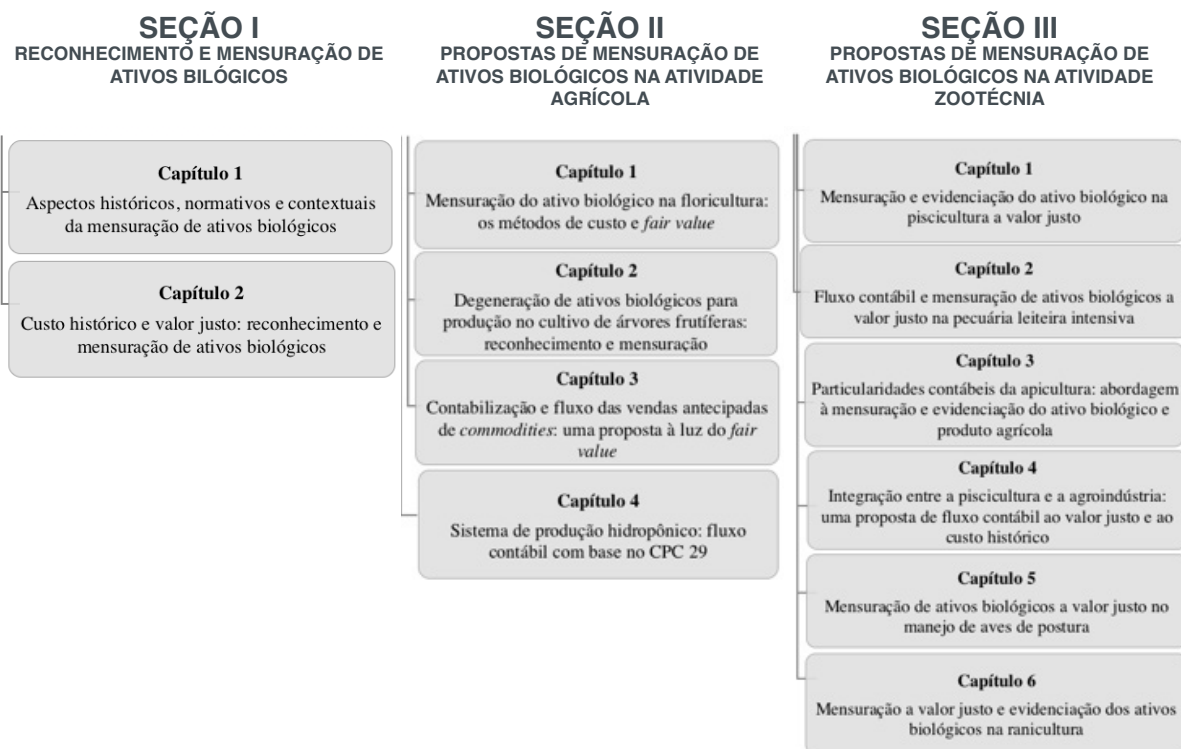 SEÇÃO I
RECONHECIMENTO E MENSURAÇÃO DE
ATIVOS BILÓGICOS
Capítulo 1
Aspectos históricos, normativos e contextuais
da mensuração de ativos biológicos
Capítulo 2
Custo histórico e valor justo: reconhecimento e
mensuração de ativos biológicos
SEÇÃO II
PROPOSTAS DE MENSURAÇÃO DE
ATIVOS BIOLÓGICOS NA ATIVIDADE
AGRÍCOLA
Capítulo 1
Mensuração do ativo biológico na floricultura:
os métodos de custo e fair value
Capítulo 2
Degeneração de ativos biológicos para
produção no cultivo de árvores frutíferas:
reconhecimento e mensuração
Capítulo 3
Contabilização e fluxo das vendas antecipadas
de commodities: uma proposta à luz do fair
value
Capítulo 4
Sistema de produção hidropônico: fluxo
contábil com base no CPC 29
SEÇÃO III
PROPOSTAS DE MENSURAÇÃO DE
ATIVOS BIOLÓGICOS NA ATIVIDADE
ZOOTÉCNIA
Capítulo 1
Mensuração e evidenciação do ativo biológico na
piscicultura a valor justo
Capítulo 2
Fluxo contábil e mensuração de ativos biológicos a
valor justo na pecuária leiteira intensiva
Capítulo 3
Particularidades contábeis da apicultura: abordagem
à mensuração e evidenciação do ativo biológico e
produto agrícola
Capítulo 4
Integração entre a piscicultura e a agroindústria:
uma proposta de fluxo contábil ao valor justo e ao
custo histórico
Capítulo 5
Mensuração de ativos biológicos a valor justo no
manejo de aves de postura
Capítulo 6
Mensuração a valor justo e evidenciação dos ativos
biológicos na ranicultura